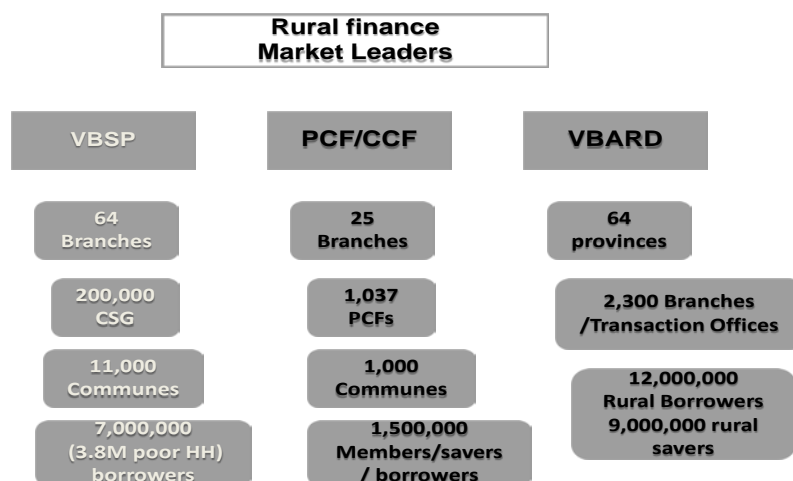 Rural finance
Market Leaders
VBSP
PCF/CCF
VBARD
64
Branches
25
Branches
64
provinces
200,000
CSG
1,037
PCFs
2,300 Branches
/Transaction Offices
11,000
Communes
1,000
Communes
12,000,000
Rural Borrowers
9,000,000 rural
savers
7,000,000
(3.8M poor HH)
borrowers
1,500,000
Members/savers
/ borrowers